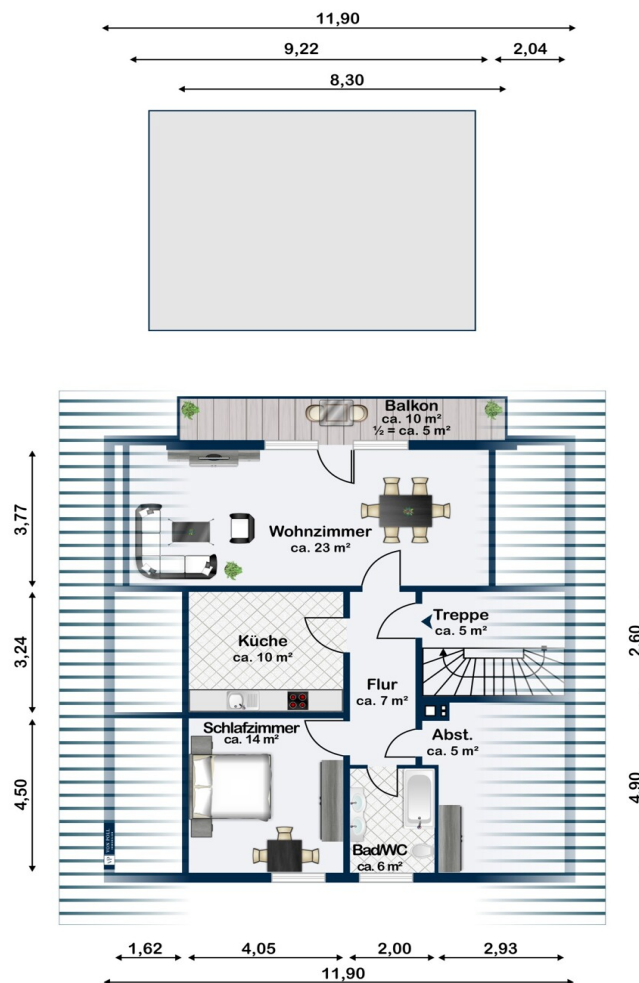 11,90
9,22
2,04
8,30
Balkon
ca. 10 m²
½ = ca. 5 m²
3,77
Wohnzimmer
ca. 23 m²
3,24
Küche
ca. 10 m²
Treppe
ca. 5 m²
2,60
Flur
ca. 7 m²
Schlafzimmer
ca. 14 m²
Abst.
ca. 5 m²
4,50
4,90
Bad/WC
ca. 6 m²
1,62
4,05
2,00
2,93
11,90